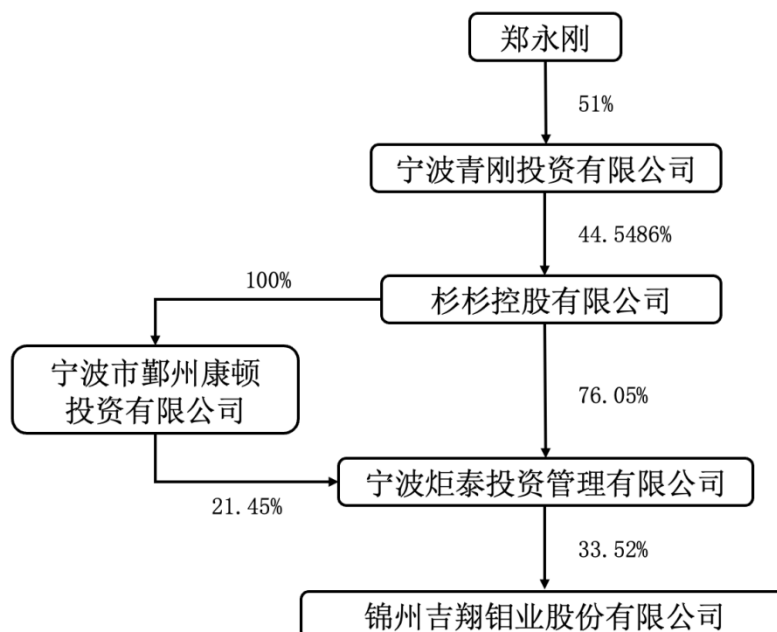 郑永刚
51%
宁波青刚投资有限公司
44.5486%
100%
杉杉控股有限公司
宁波市鄞州康顿
投资有限公司
76.05%
宁波炬泰投资管理有限公司
21.45%
33.52%
锦州吉翔钼业股份有限公司